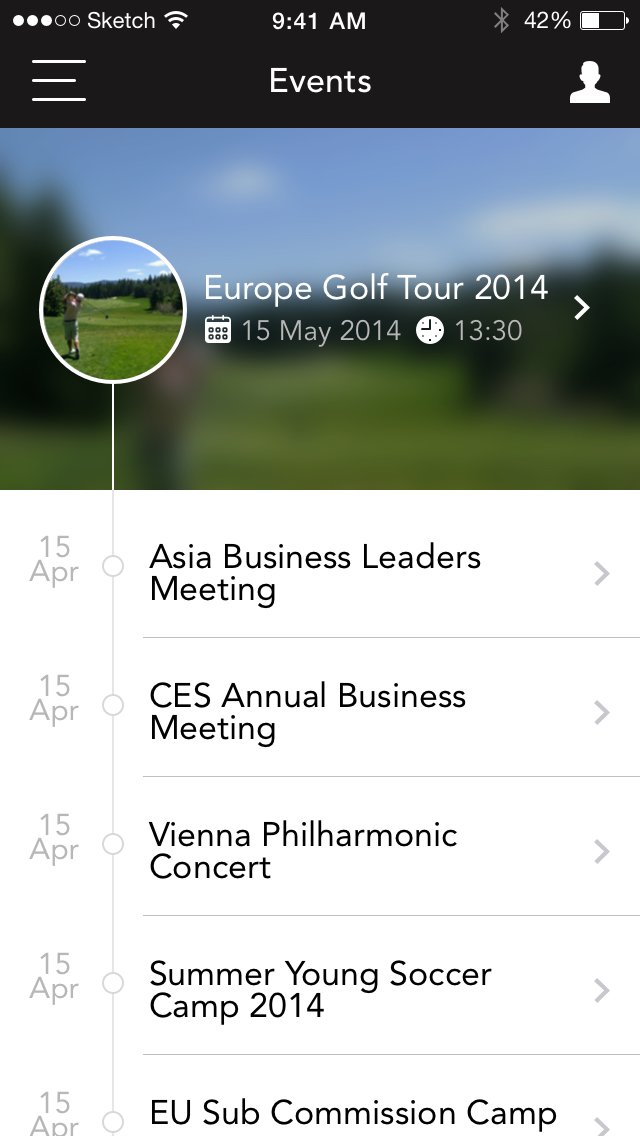 Sketch 9:41 AM 42%
Events
Europe Golf Tour 2014
15 May 2014 13:30
15
Apr
Asia Business Leaders
Meeting
15
Apr
CES Annual Business
Meeting
15
Apr
Vienna Philharmonic
Concert
15
Apr
Summer Young Soccer
Camp 2014
15
Apr
EU Sub Commission Camp